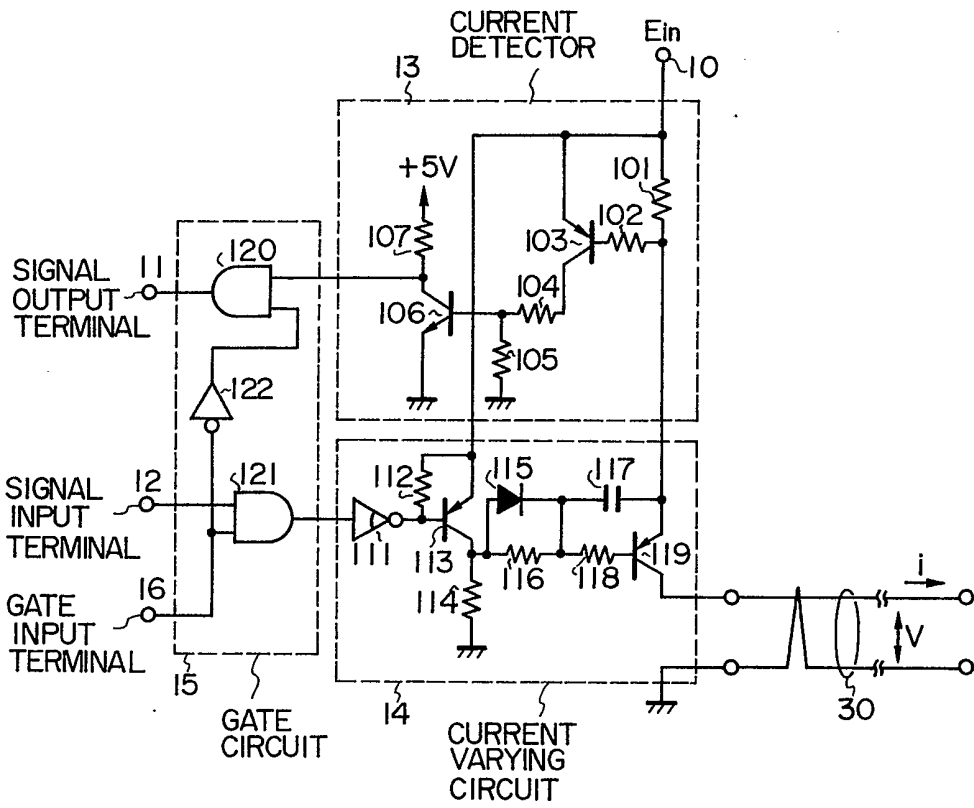 CURRENT
DETECTOR
Ein
10
13
+5V
101
102
103
107
104
106
105
11
120
SIGNAL
OUTPUT
TERMINAL
122
12
121
SIGNAL
INPUT
TERMINAL
16
GATE
INPUT
TERMINAL
15
GATE
CIRCUIT
112
115
117
111
113
116
118
119
114
14
CURRENT
VARYING
CIRCUIT
i
V
30